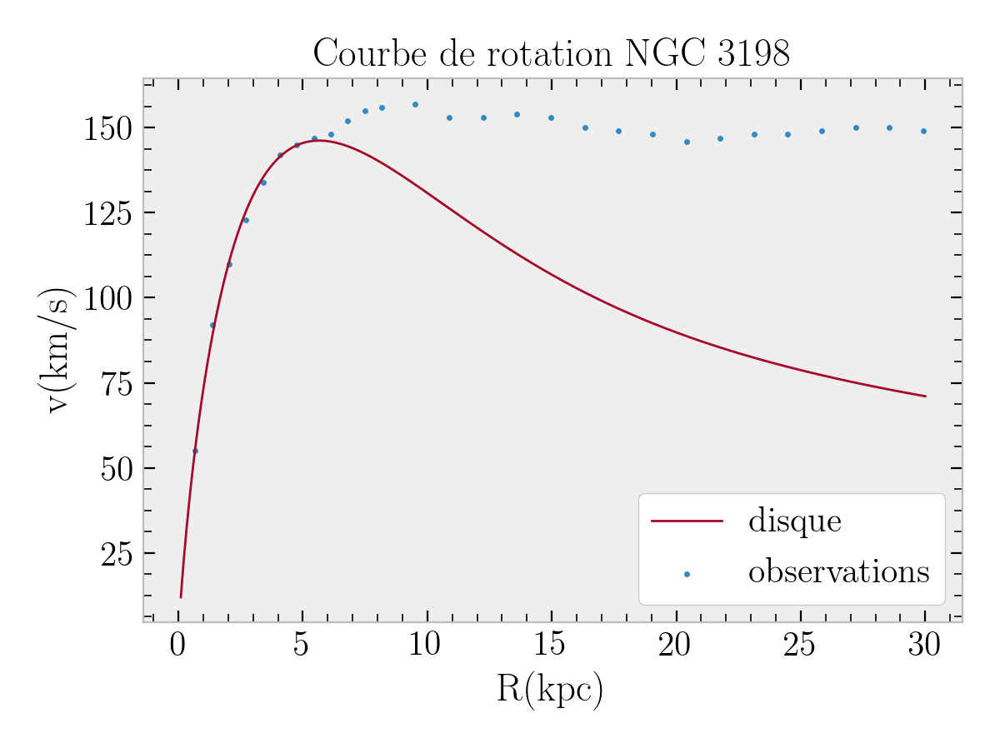 Courbe de rotation NGC 3198
150
125
100
75
50
25
v(km/s)
disque
observations
0 5 10 15 20 25 30
R(kpc)